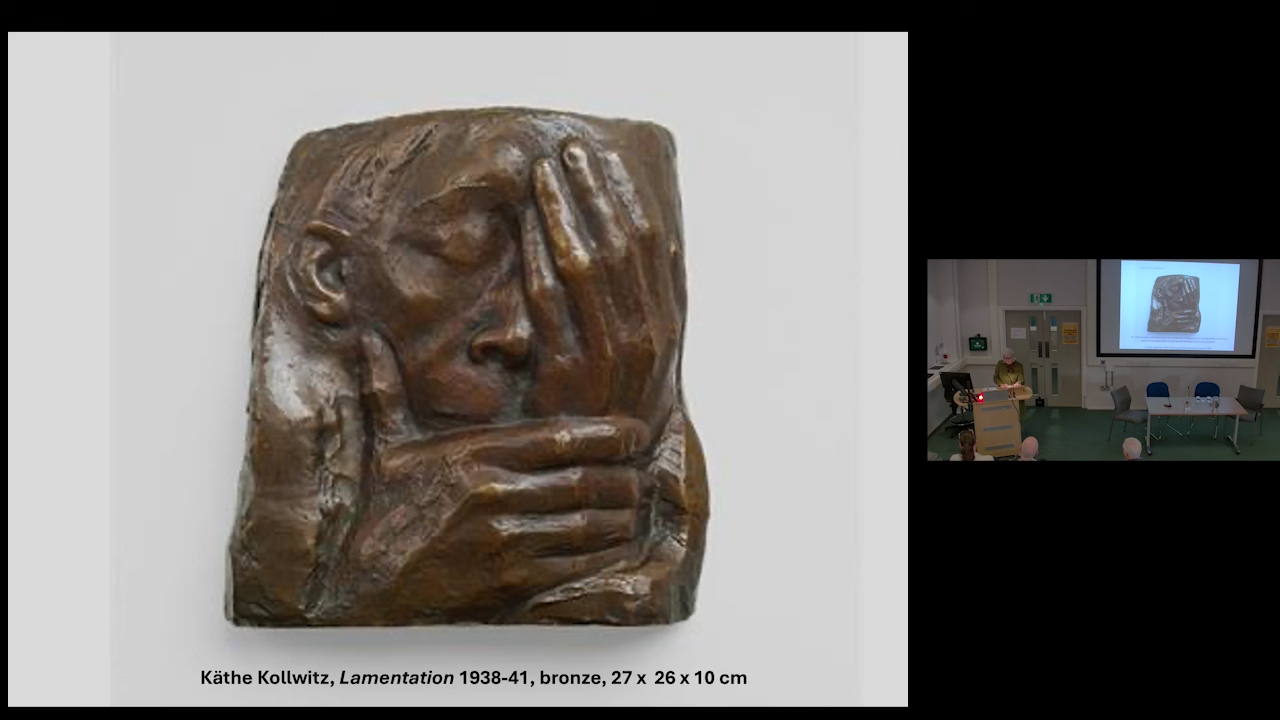 Käthe Kollwitz, Lamentation 1938-41, bronze, 27 x 26 x 10 cm